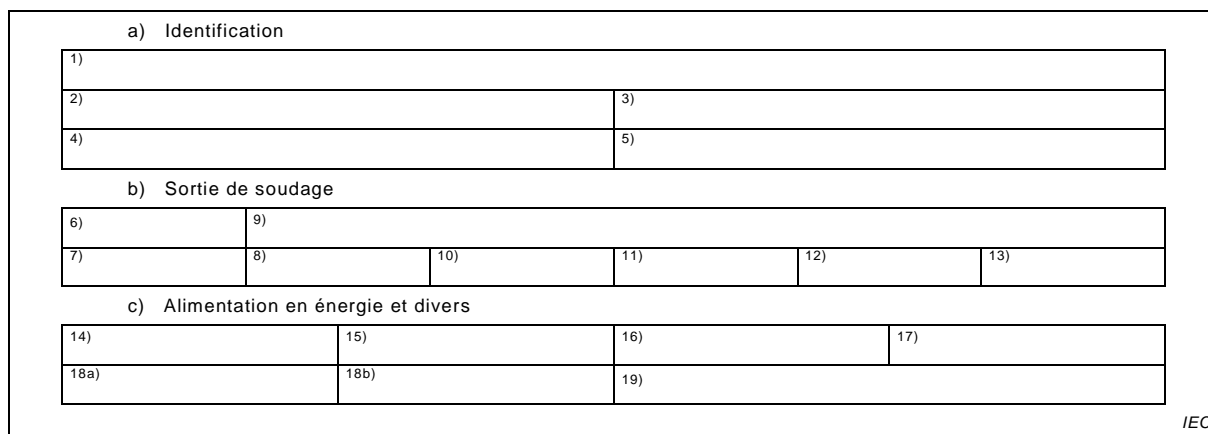 a) Identification
1)
2) 3)
4) 5)
b) Sortie de soudage
6) 9)
7) 8) 10) 11) 12) 13)
c) Alimentation en énergie et divers
14) 15) 16) 17)
18a) 18b) 19)
IEC